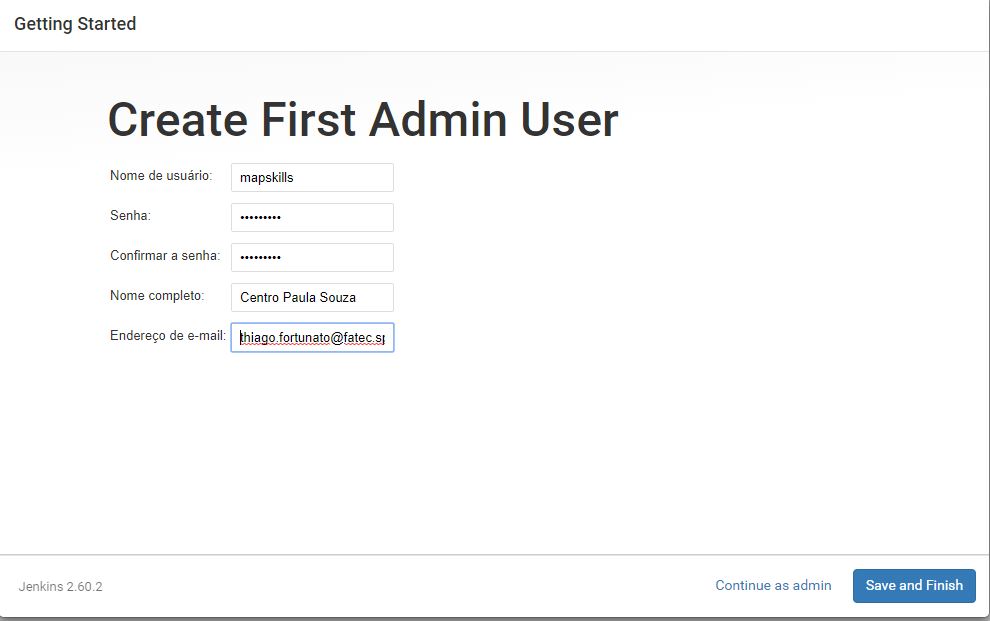 Getting Started
Create First Admin User
Nome de usuário: mapskills
Senha: •••••••••
Confirmar a senha: •••••••••
Nome completo: Centro Paula Souza
Endereço de e-mail: thiago.fortunato@fatec.sp
Jenkins 2.60.2
Continue as admin
Save and Finish